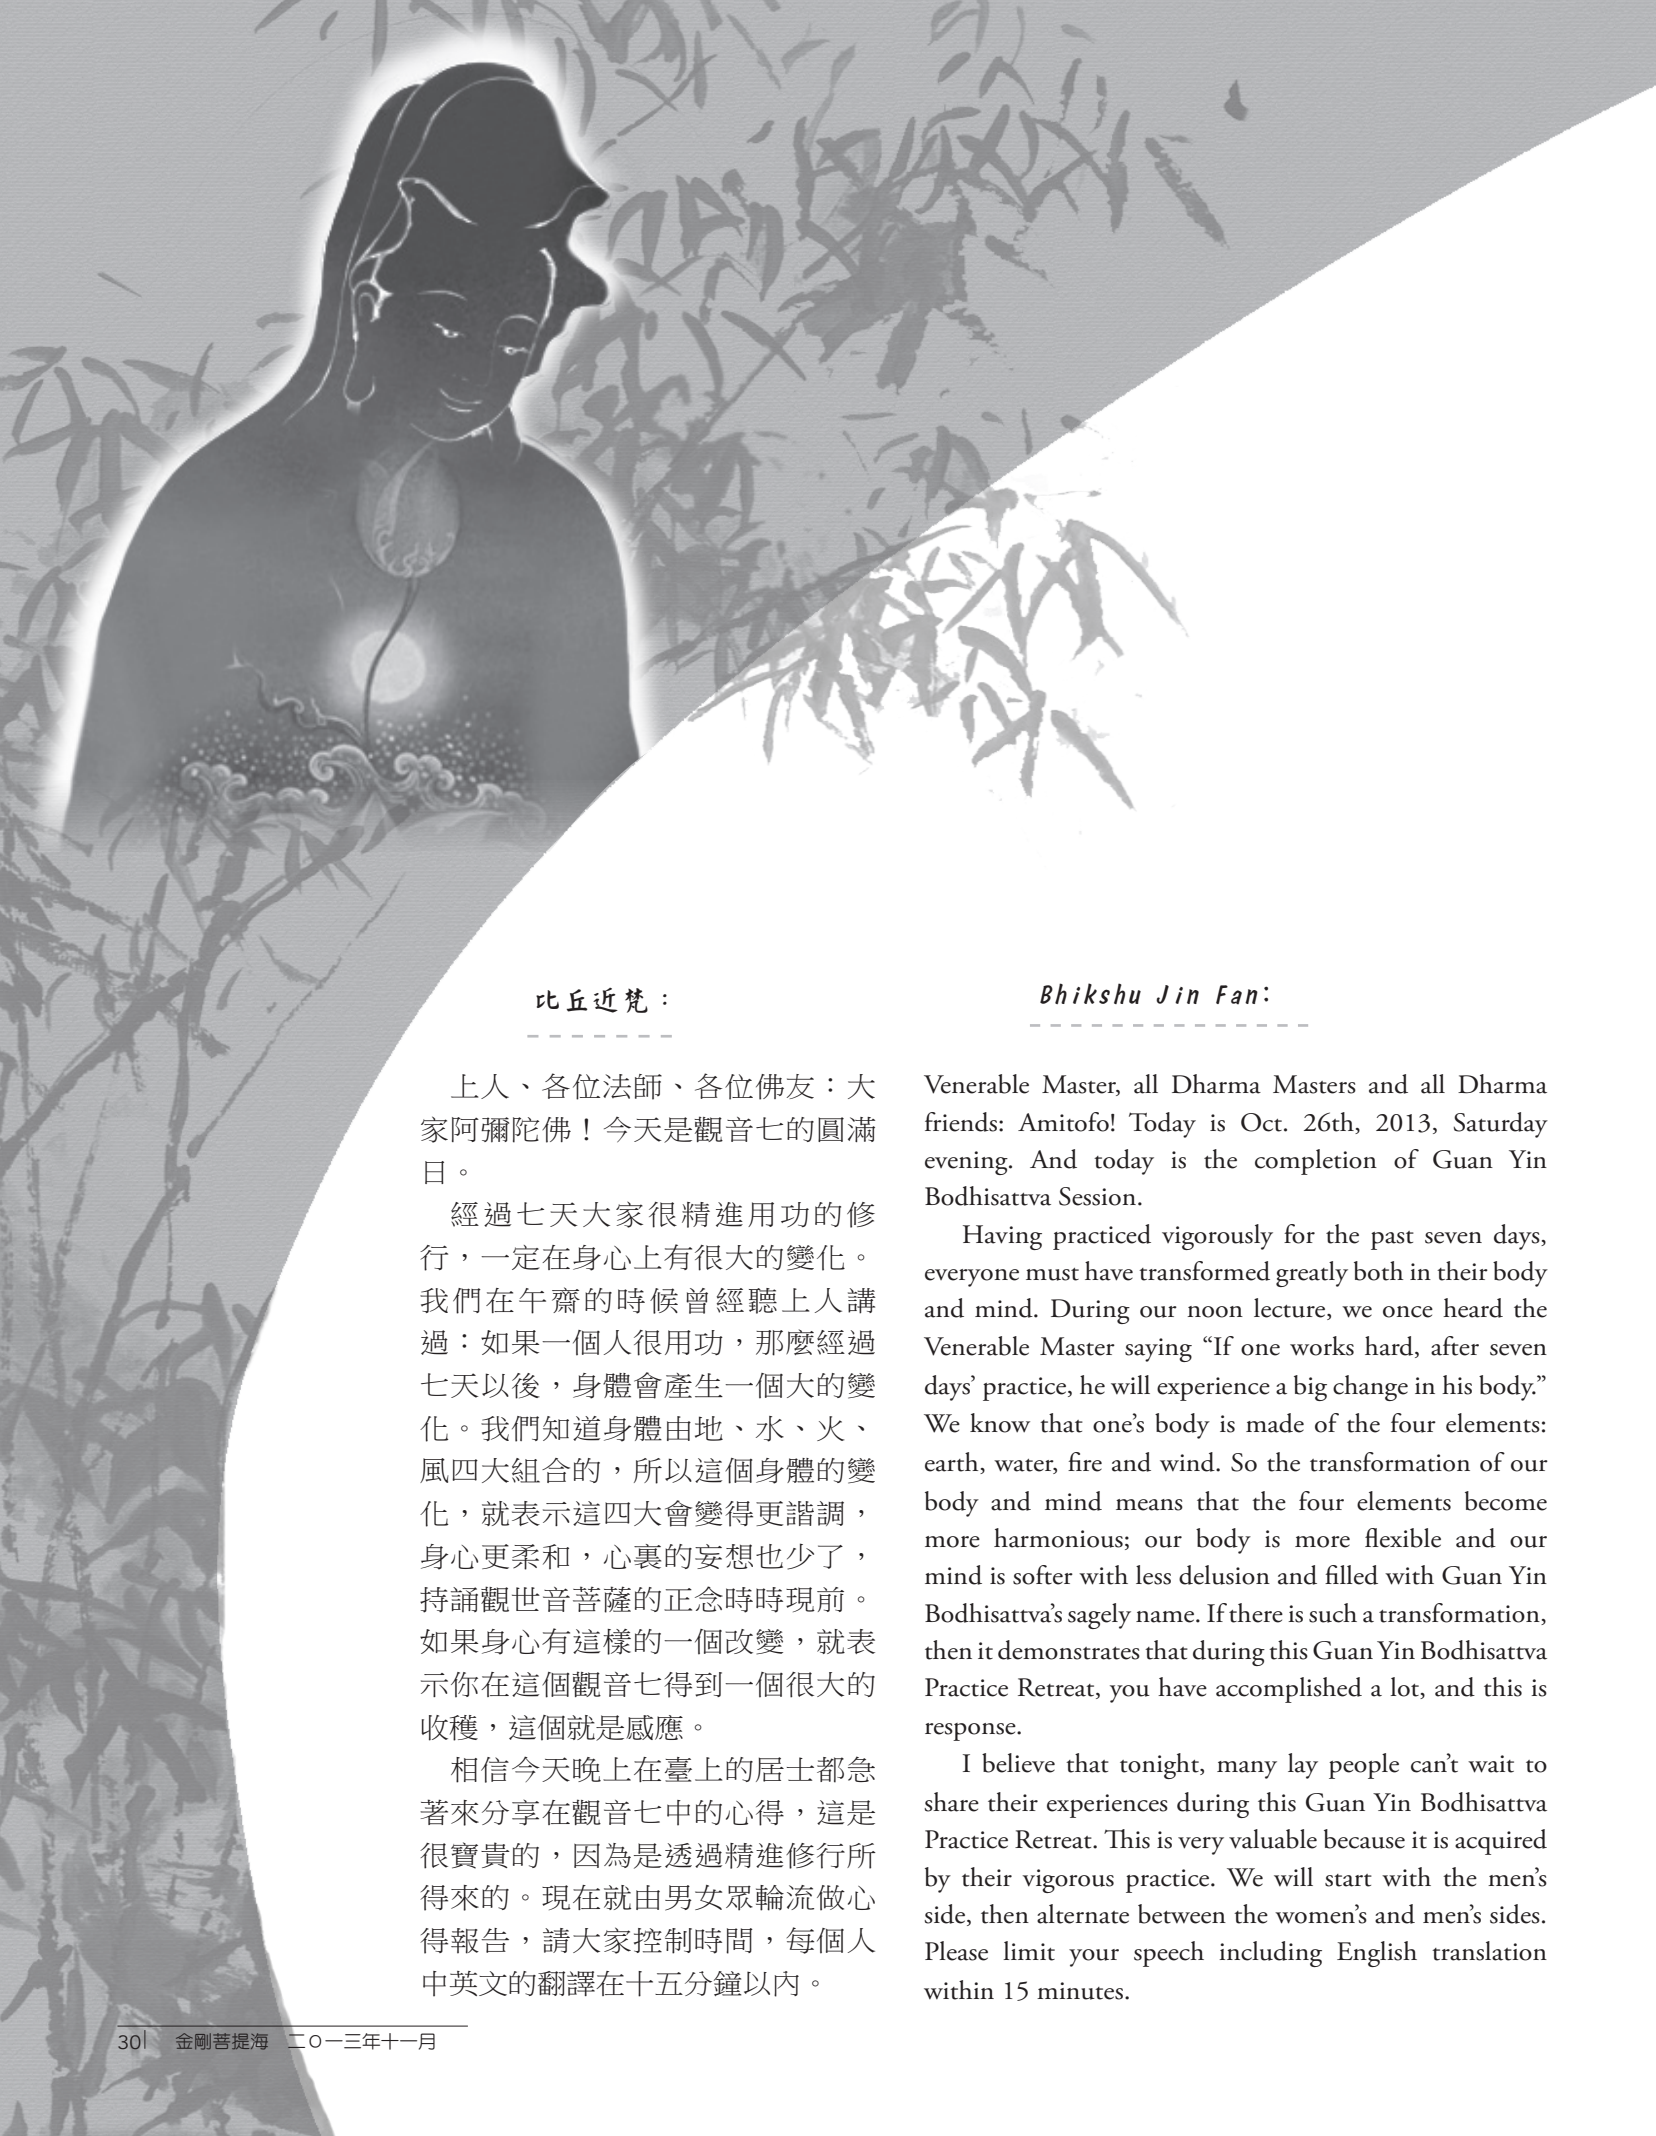 比丘近梵：
上人、各位法師、各位佛友：大
家阿彌陀佛！今天是觀音七的圓滿
日。
經過七天大家很精進用功的修
行，一定在身心上有很大的變化。
我們在午齋的時候曾經聽上人講
過：如果一個人很用功，那麼經過
七天以後，身體會產生一個大的變
化。我們知道身體由地、水、火、
風四大組合的，所以這個身體的變
化，就表示這四大會變得更諧調，
身心更柔和，心裏的妄想也少了，
持誦觀世音菩薩的正念時時現前。
如果身心有這樣的一個改變，就表
示你在這個觀音七得到一個很大的
收穫，這個就是感應。
相信今天晚上在臺上的居士都急
著來分享在觀音七中的心得，這是
很寶貴的，因為是透過精進修行所
得來的。現在就由男女眾輪流做心
得報告，請大家控制時間，每個人
中英文的翻譯在十五分鐘以內。
Bhikshu Jin Fan:
Venerable Master, all Dharma Masters and all Dharma
friends: Amitofo! Today is Oct. 26th, 2013, Saturday
evening. And today is the completion of Guan Yin
Bodhisattva Session.
Having practiced vigorously for the past seven days,
everyone must have transformed greatly both in their body
and mind. During our noon lecture, we once heard the
Venerable Master saying “If one works hard, after seven
days’ practice, he will experience a big change in his body.”
We know that one’s body is made of the four elements:
earth, water, fire and wind. So the transformation of our
body and mind means that the four elements become
more harmonious; our body is more flexible and our
mind is softer with less delusion and filled with Guan Yin
Bodhisattva’s sagely name. If there is such a transformation,
then it demonstrates that during this Guan Yin Bodhisattva
Practice Retreat, you have accomplished a lot, and this is
response.
I believe that tonight, many lay people can’t wait to
share their experiences during this Guan Yin Bodhisattva
Practice Retreat. This is very valuable because it is acquired
by their vigorous practice. We will start with the men’s
side, then alternate between the women’s and men’s sides.
Please limit your speech including English translation
within 15 minutes.
30| 金剛菩提海 二０一三年十一月